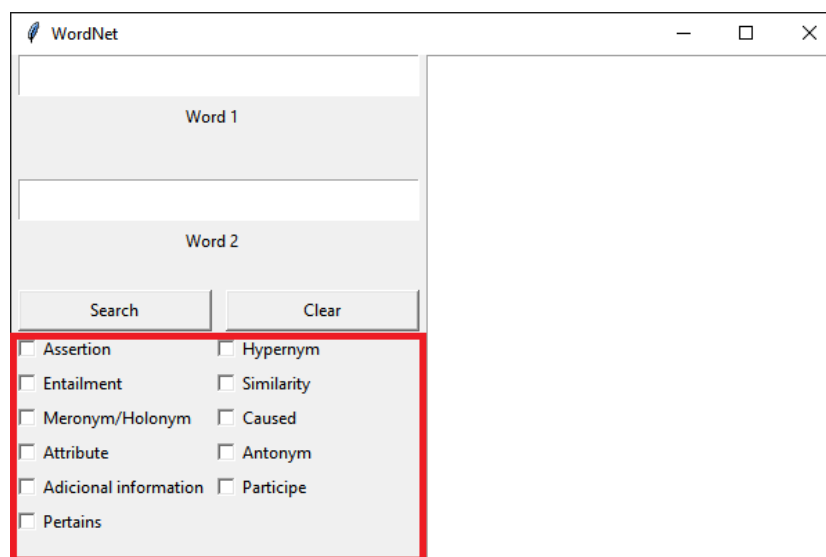 WordNet
Word 1
Word 2
Search Clear
Assertion Hypernym
Entailment Similarity
Meronym/Holonym Caused
Attribute Antonym
Adicional information Participe
Pertains